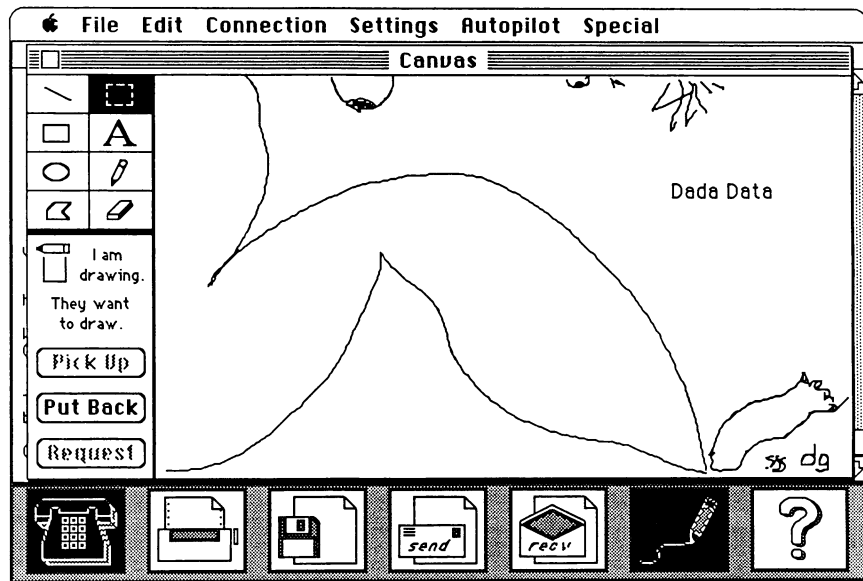 File Edit Connection Settings Autopilot Special
Canvas
A
Dada Data
I am
drawing.
They want
to draw.
Pick Up
Put Back
Request
dg
send
recv
?